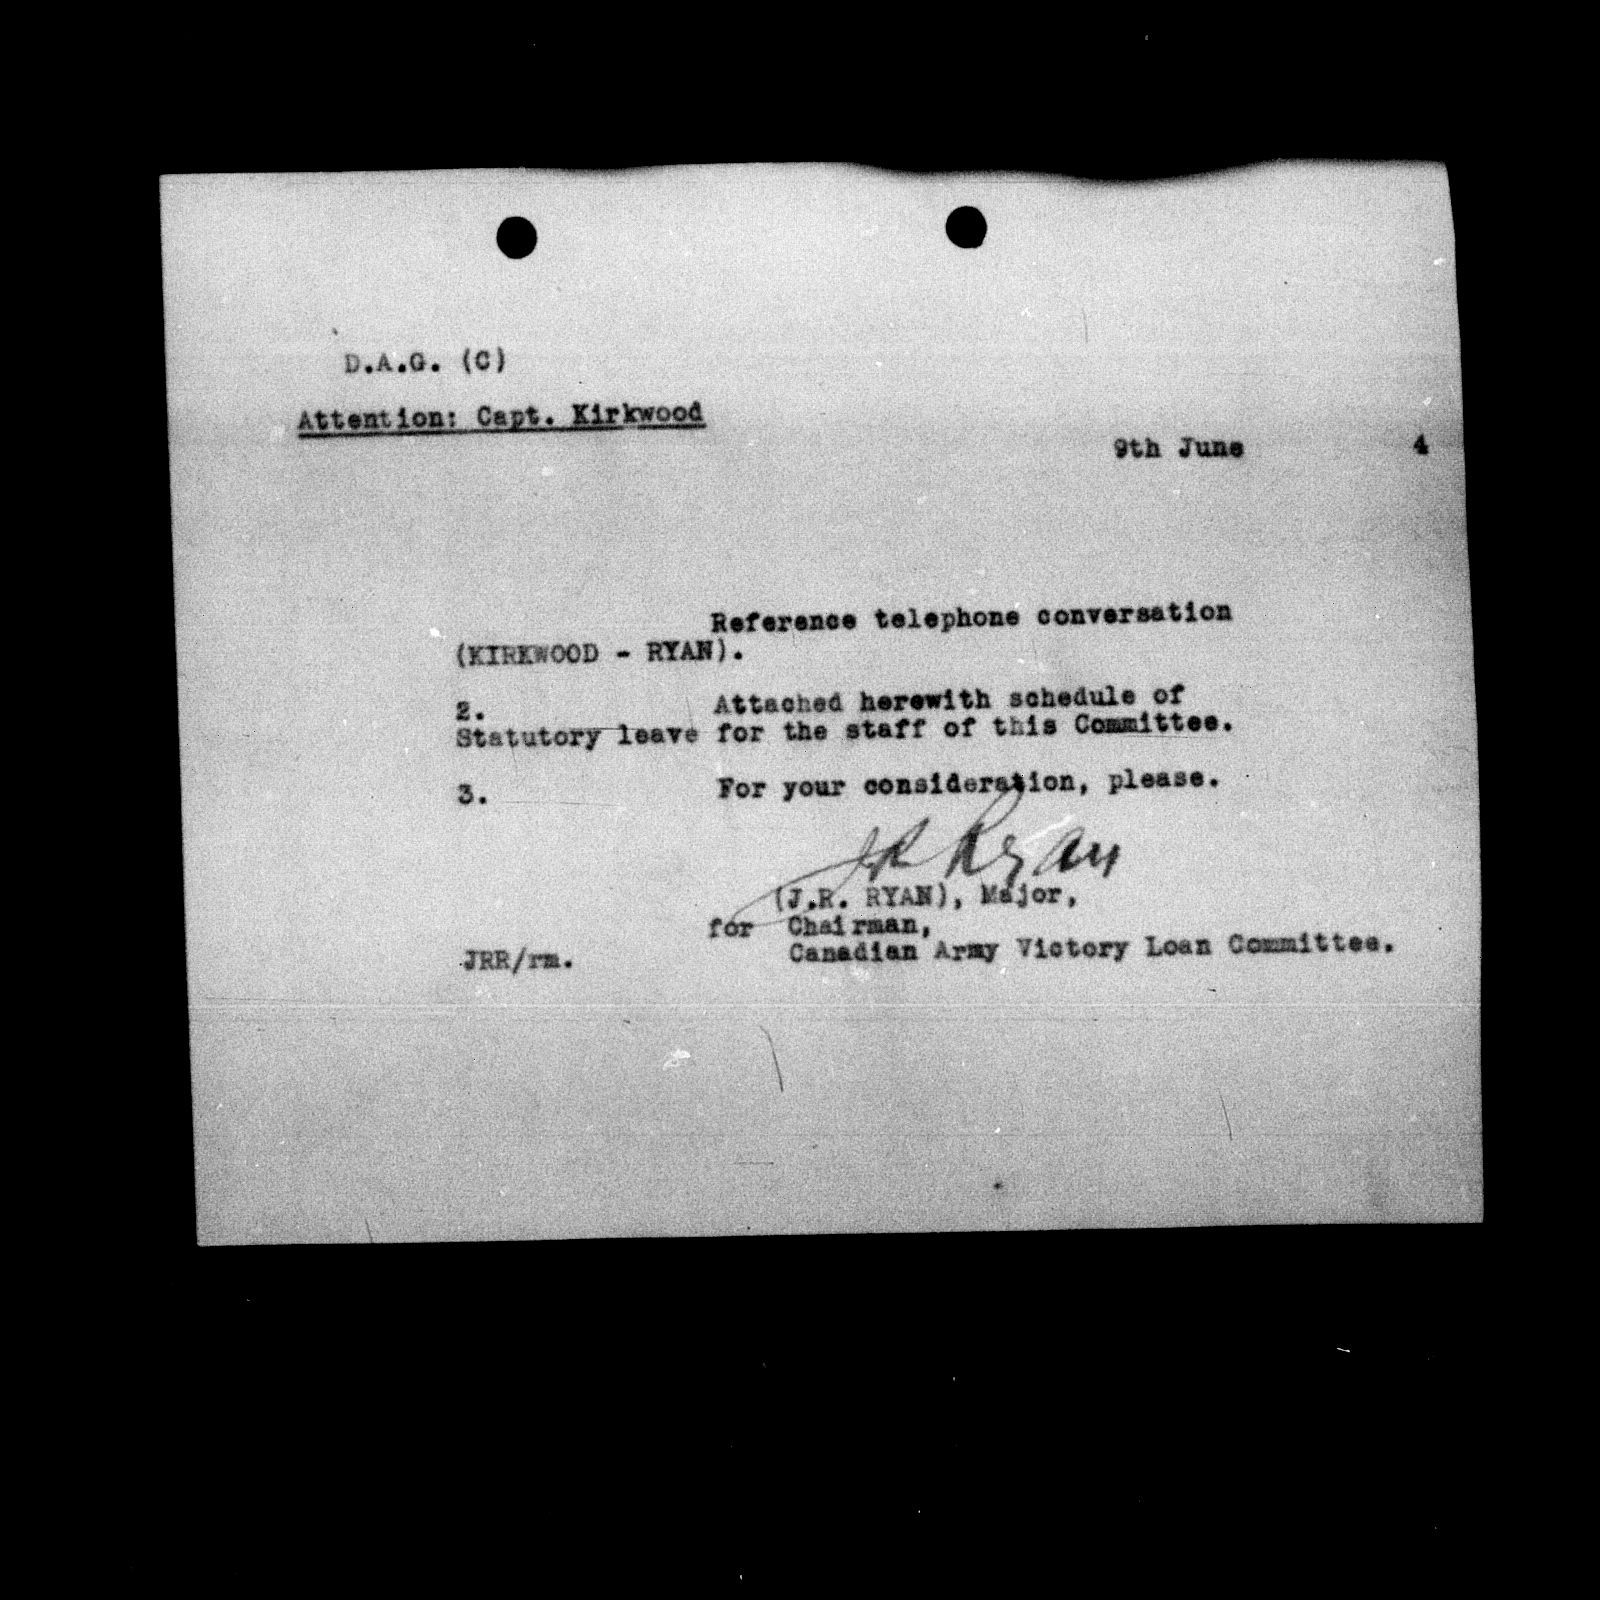 D.A.G. (C)
Attention: Capt. Kirkwood
9th June 4
Reference telephone conversation
(KIRKWOOD - RYAN).
2. Attached herewith schedule of
Statutory leave for the staff of this Committee.
3. For your consideration, please.
JR Ryan
(J.R. RYAN), Major,
for Chairman,
JRR/rm. Canadian Army Victory Loan Committee.